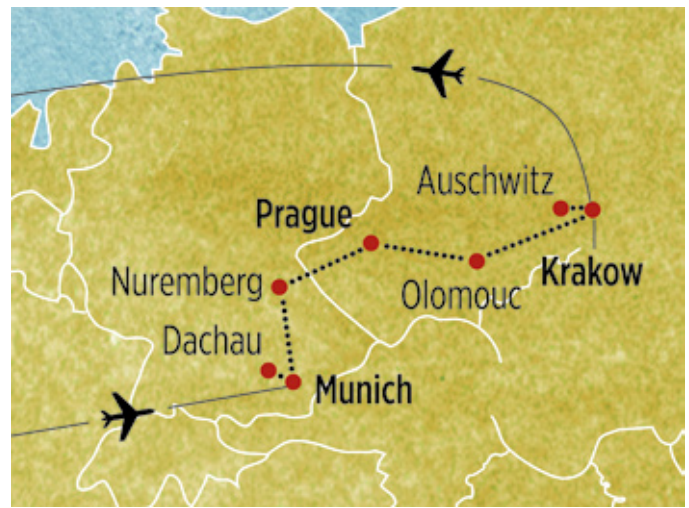 Auschwitz
Prague
Krakow
Nuremberg
Olomouc
Dachau
Munich